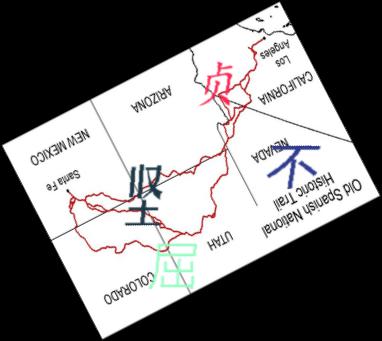 Old Spanish National
Historic Trail
UTAH
COLORADO
NEVADA
CALIFORNIA
ARIZONA
NEW MEXICO
Los
Angeles
Santa Fe
坚
贞
不
屈